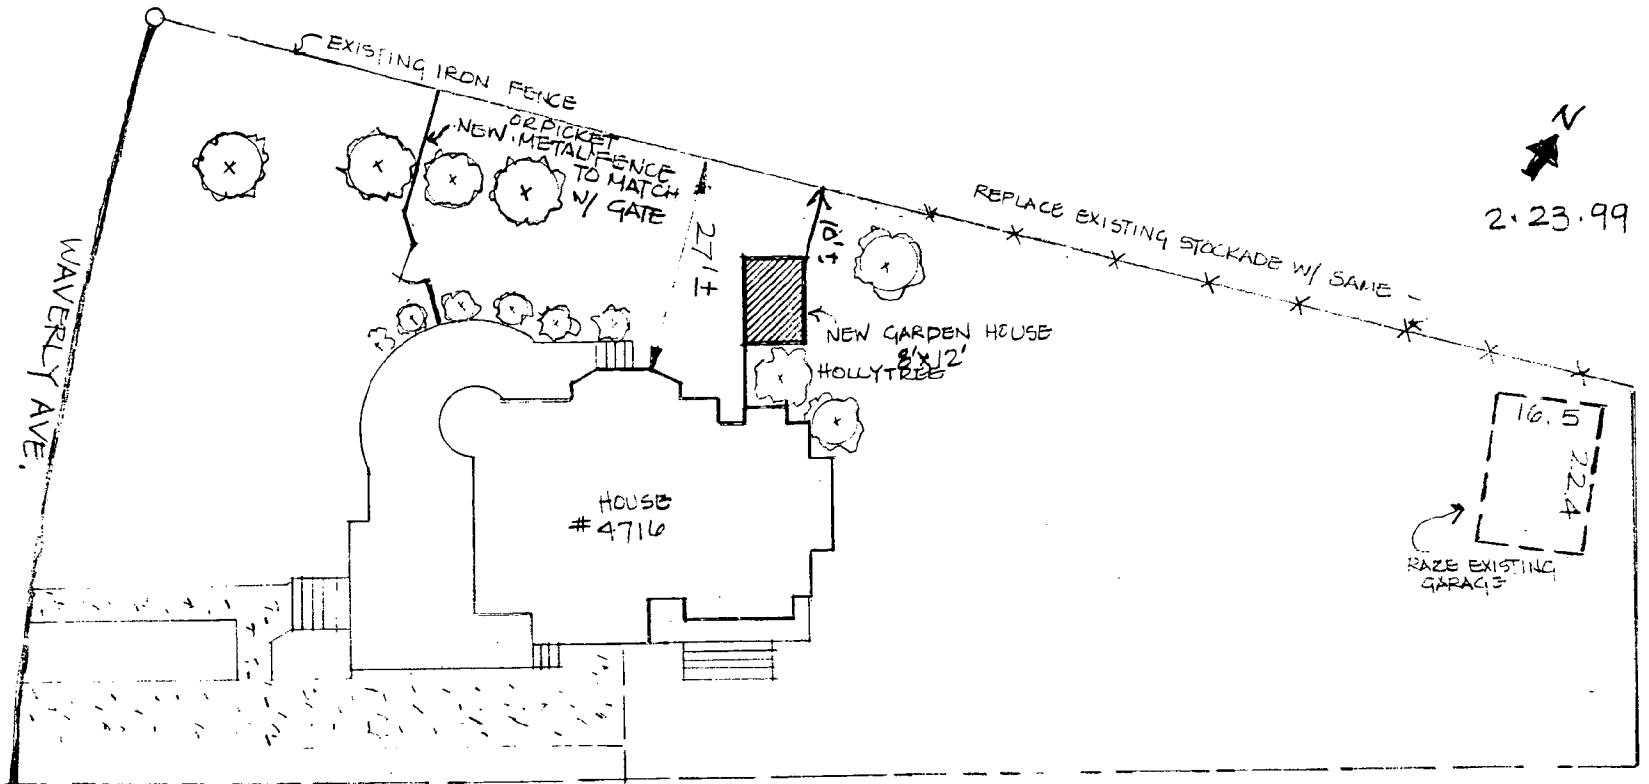 EXISTING IRON FENCE
OR PICKET
NEW METAL FENCE
TO MATCH
W/ GATE
27'±
10'±
N
2.23.99
REPLACE EXISTING STOCKADE W/ SAME -
NEW GARDEN HOUSE
8'x12'
HOLLYTREE
WAVERLY AVE.
HOUSE
# 4716
16.5
22.4
RAZE EXISTING
GARAGE